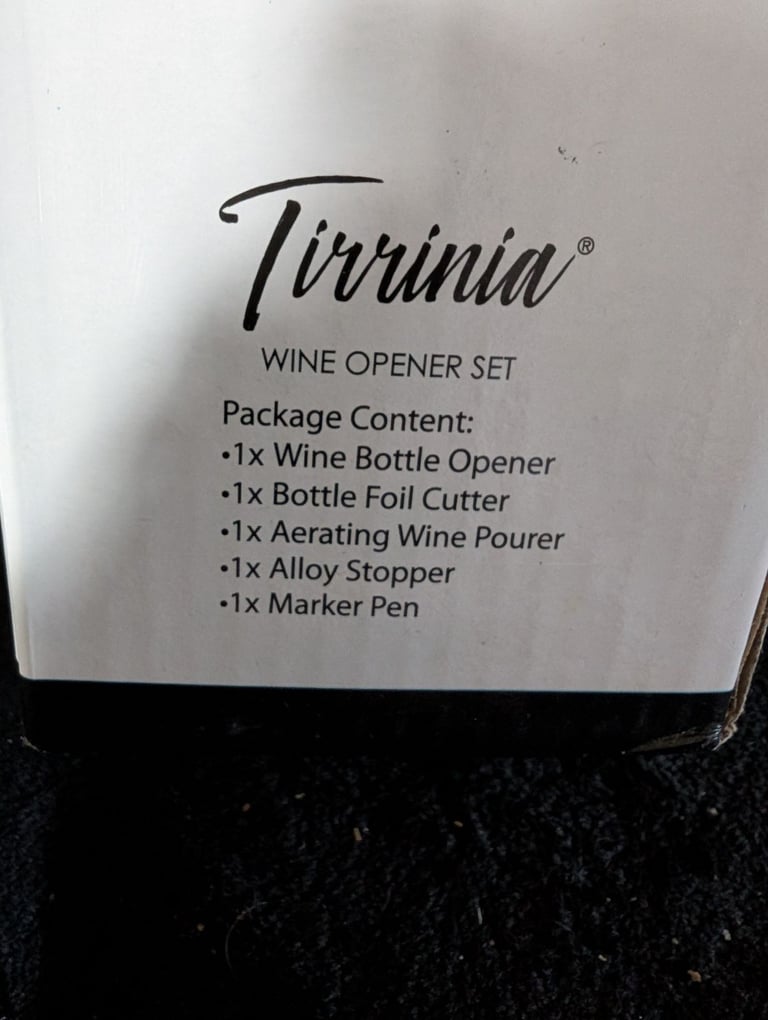 Tirrinia®
WINE OPENER SET
Package Content:
•1x Wine Bottle Opener
•1x Bottle Foil Cutter
•1x Aerating Wine Pourer
•1x Alloy Stopper
•1x Marker Pen